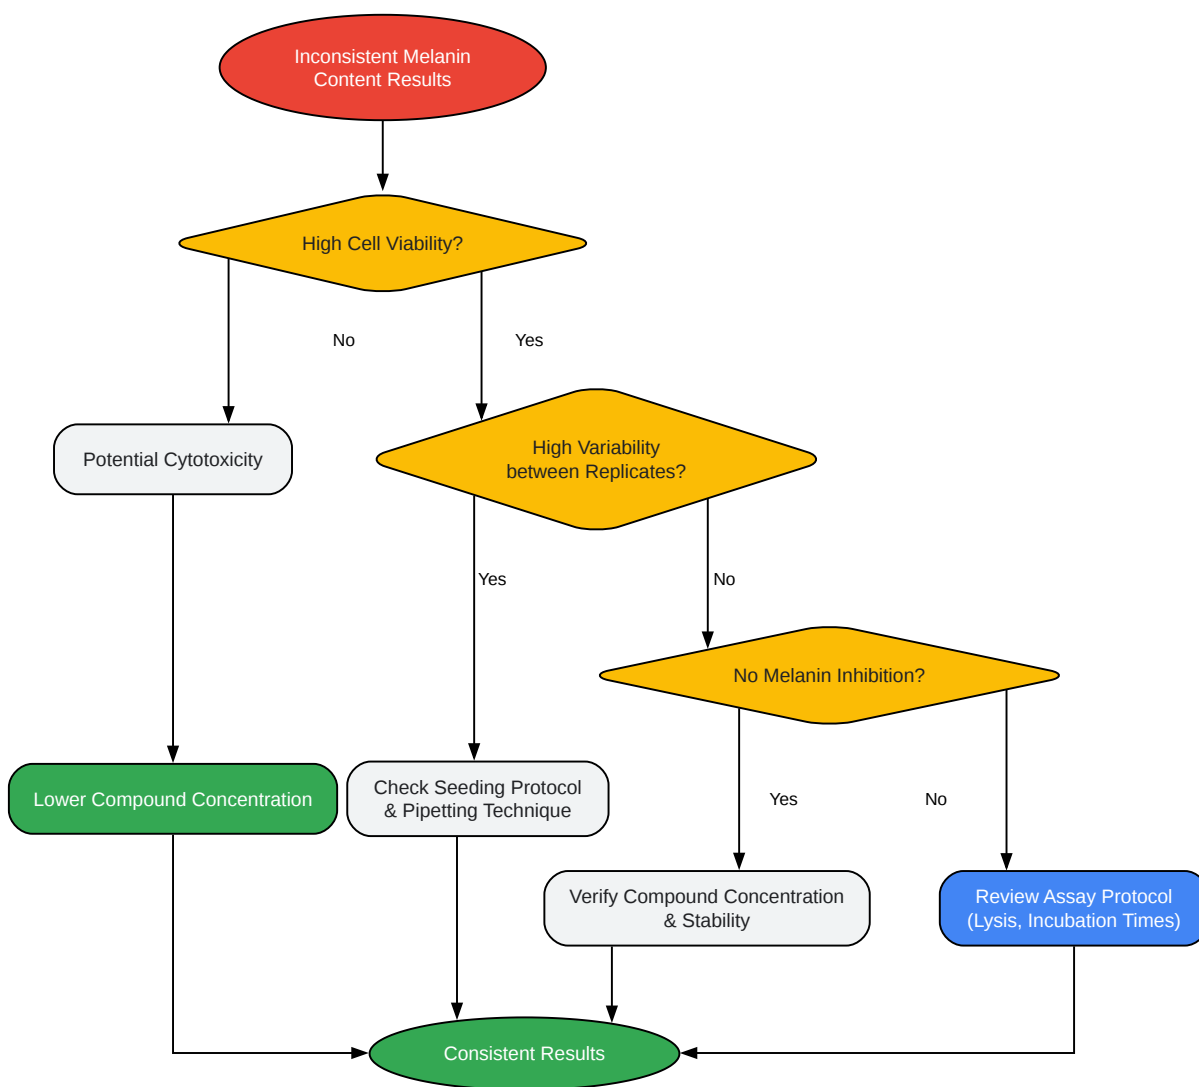 Inconsistent Melanin
Content Results
High Cell Viability?
No
Yes
Potential Cytotoxicity
High Variability
between Replicates?
Yes
No
No Melanin Inhibition?
Lower Compound Concentration
Check Seeding Protocol
& Pipetting Technique
Yes
No
Verify Compound Concentration
& Stability
Review Assay Protocol
(Lysis, Incubation Times)
Consistent Results